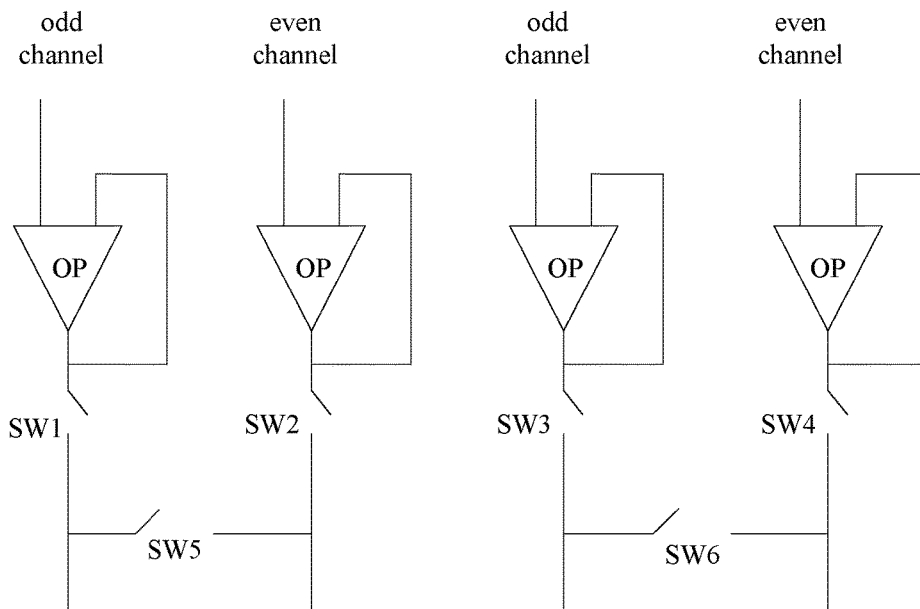 odd
channel
even
channel
odd
channel
even
channel
OP
OP
OP
OP
SW1
SW2
SW3
SW4
SW5
SW6